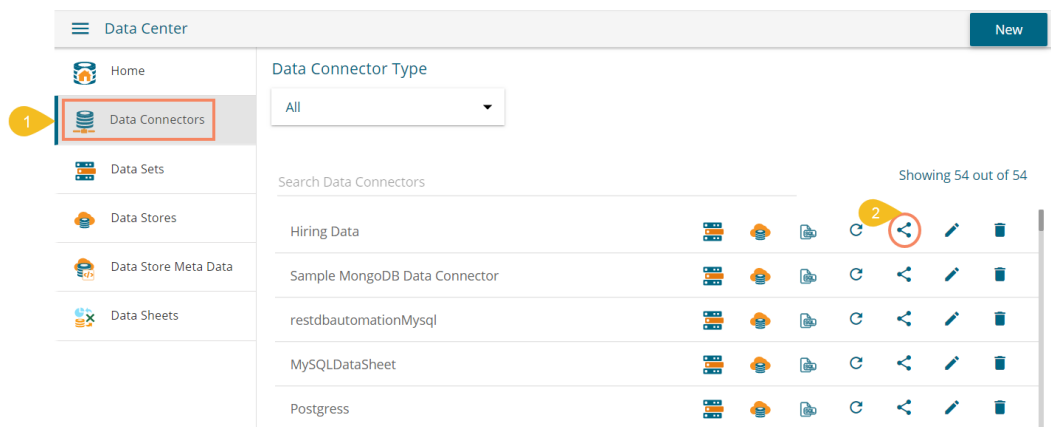 Data Center
New
Home
Data Connectors
Data Sets
Data Stores
Data Store Meta Data
Data Sheets
1
Data Connector Type
All
Search Data Connectors
Showing 54 out of 54
2
Hiring Data
Sample MongoDB Data Connector
restdbautomationMysql
MySQLDataSheet
Postgress